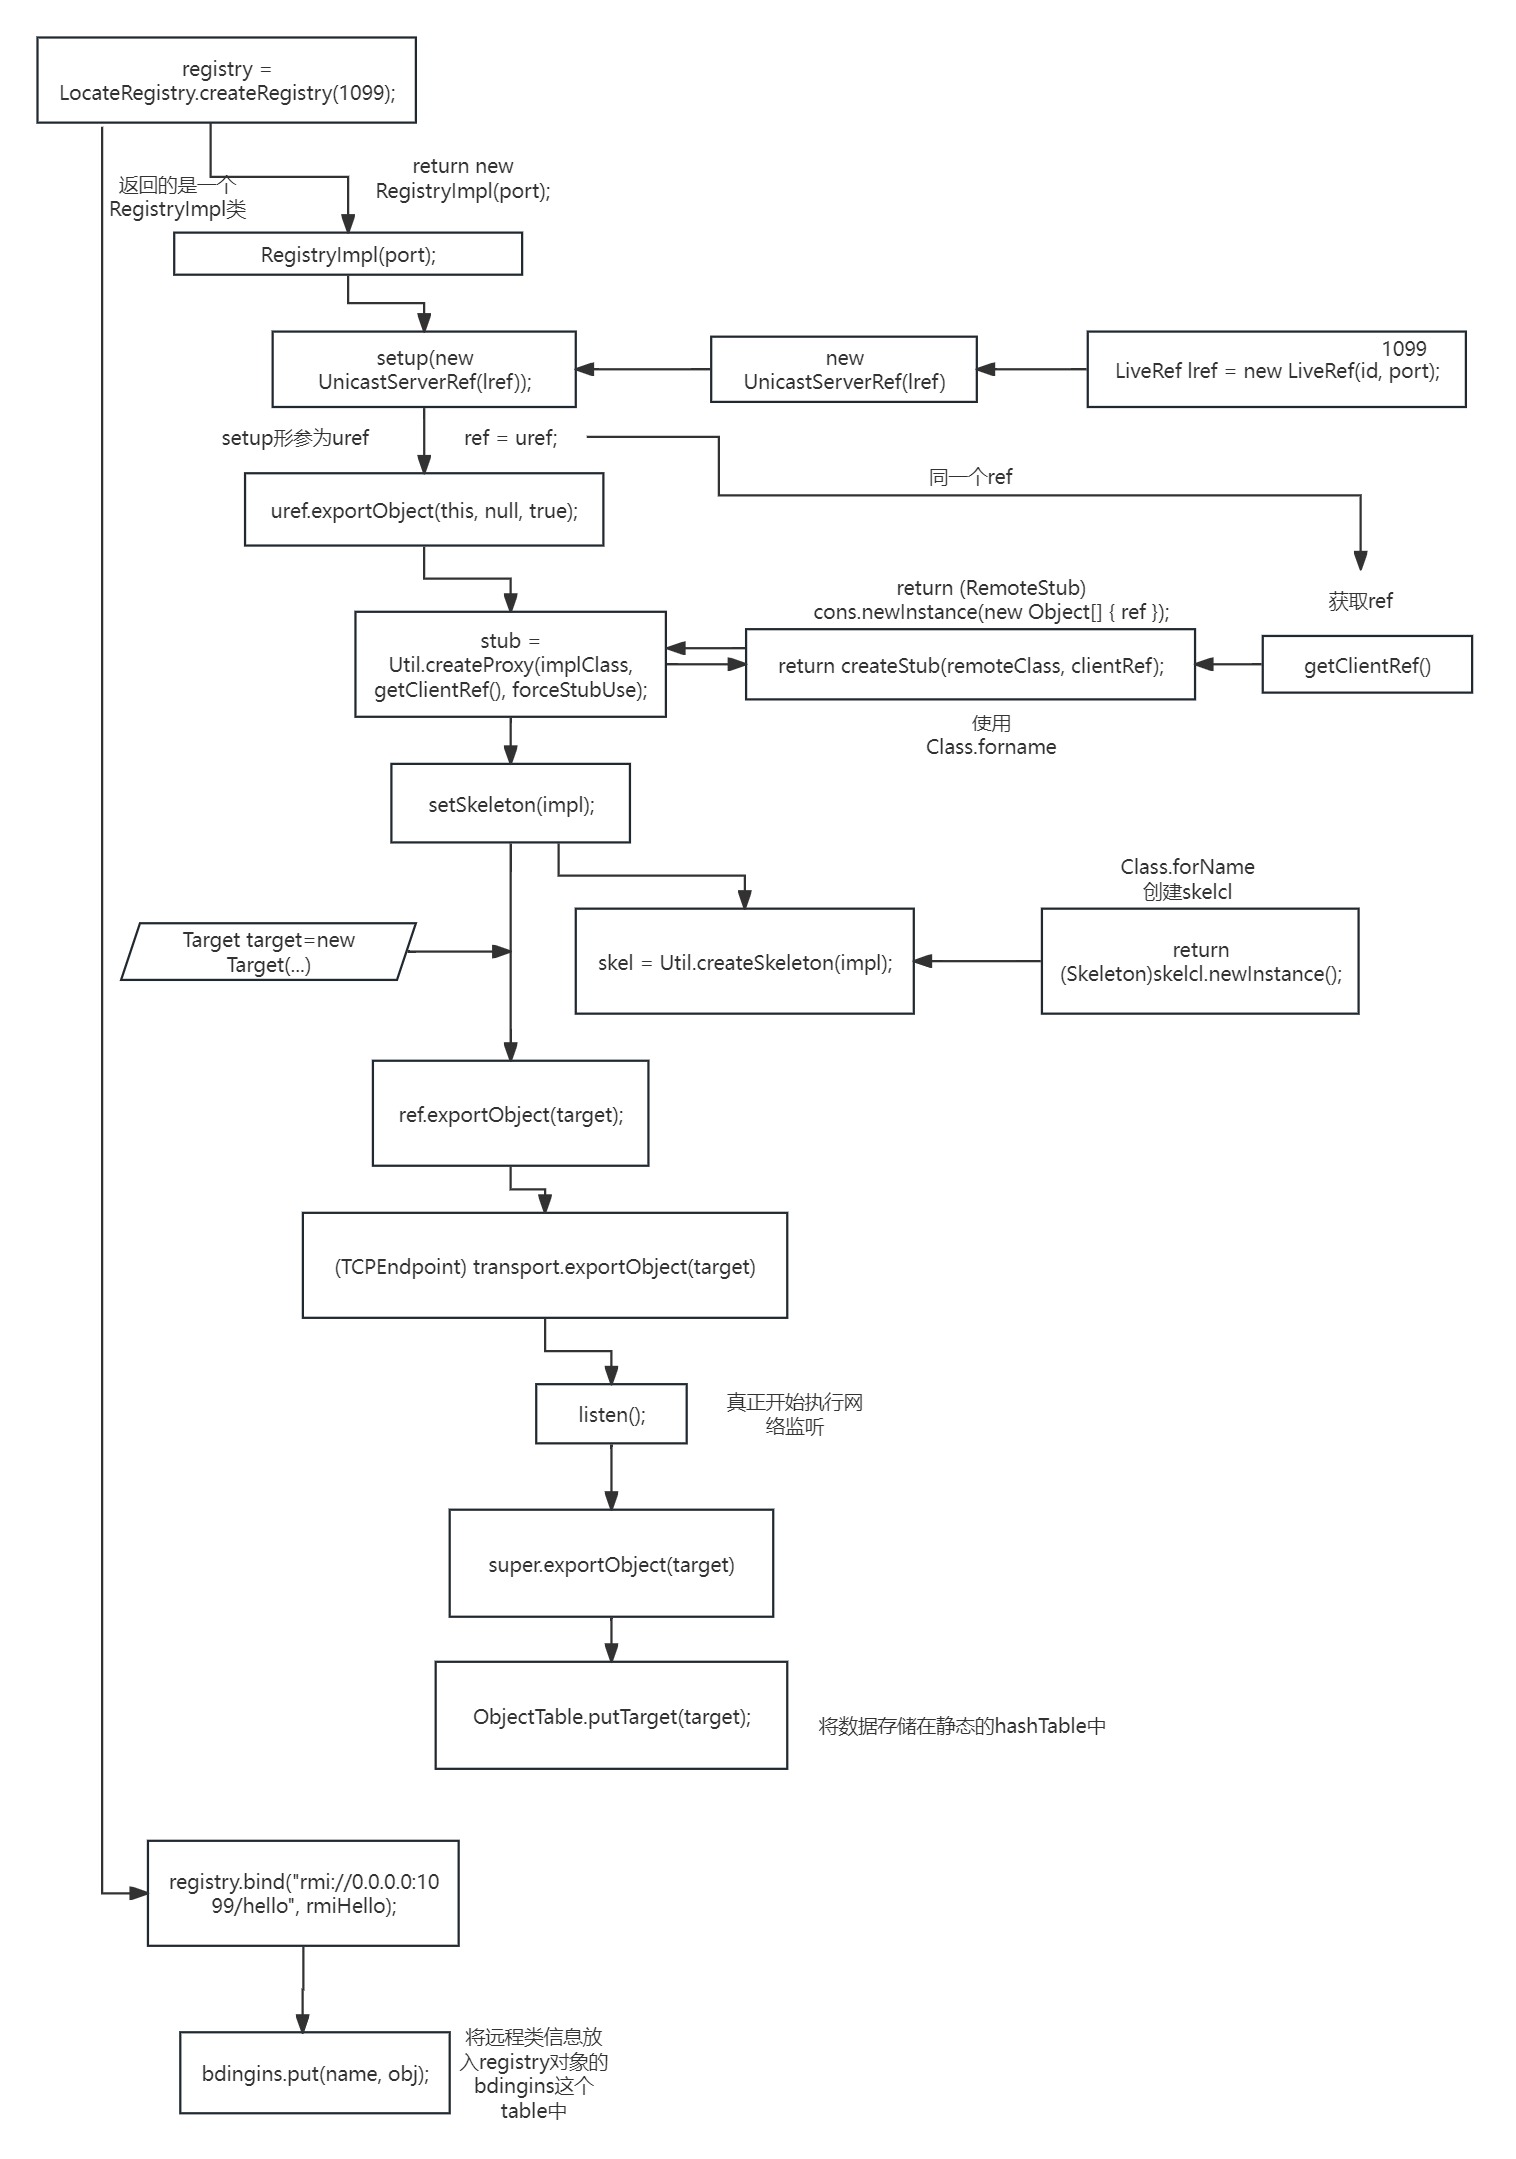 registry =
LocateRegistry.createRegistry(1099);
return new
RegistryImpl(port);
返回的是一个
RegistryImpl类
RegistryImpl(port);
setup(new
UnicastServerRef(lref));
new
UnicastServerRef(lref)
1099
LiveRef lref = new LiveRef(id, port);
setup形参为uref
ref = uref;
同一个ref
uref.exportObject(this, null, true);
return (RemoteStub)
cons.newInstance(new Object[] { ref });
获取ref
stub =
Util.createProxy(implClass,
getClientRef(), forceStubUse);
return createStub(remoteClass, clientRef);
getClientRef()
使用
Class.forname
setSkeleton(impl);
Class.forName
创建skelcl
Target target=new
Target(...)
skel = Util.createSkeleton(impl);
return
(Skeleton)skelcl.newInstance();
ref.exportObject(target);
(TCPEndpoint) transport.exportObject(target)
listen();
真正开始执行网
络监听
super.exportObject(target)
ObjectTable.putTarget(target);
将数据存储在静态的hashTable中
registry.bind("rmi://0.0.0.0:10
99/hello", rmiHello);
bdingins.put(name, obj);
将远程类信息放
入registry对象的
bdingins这个
table中